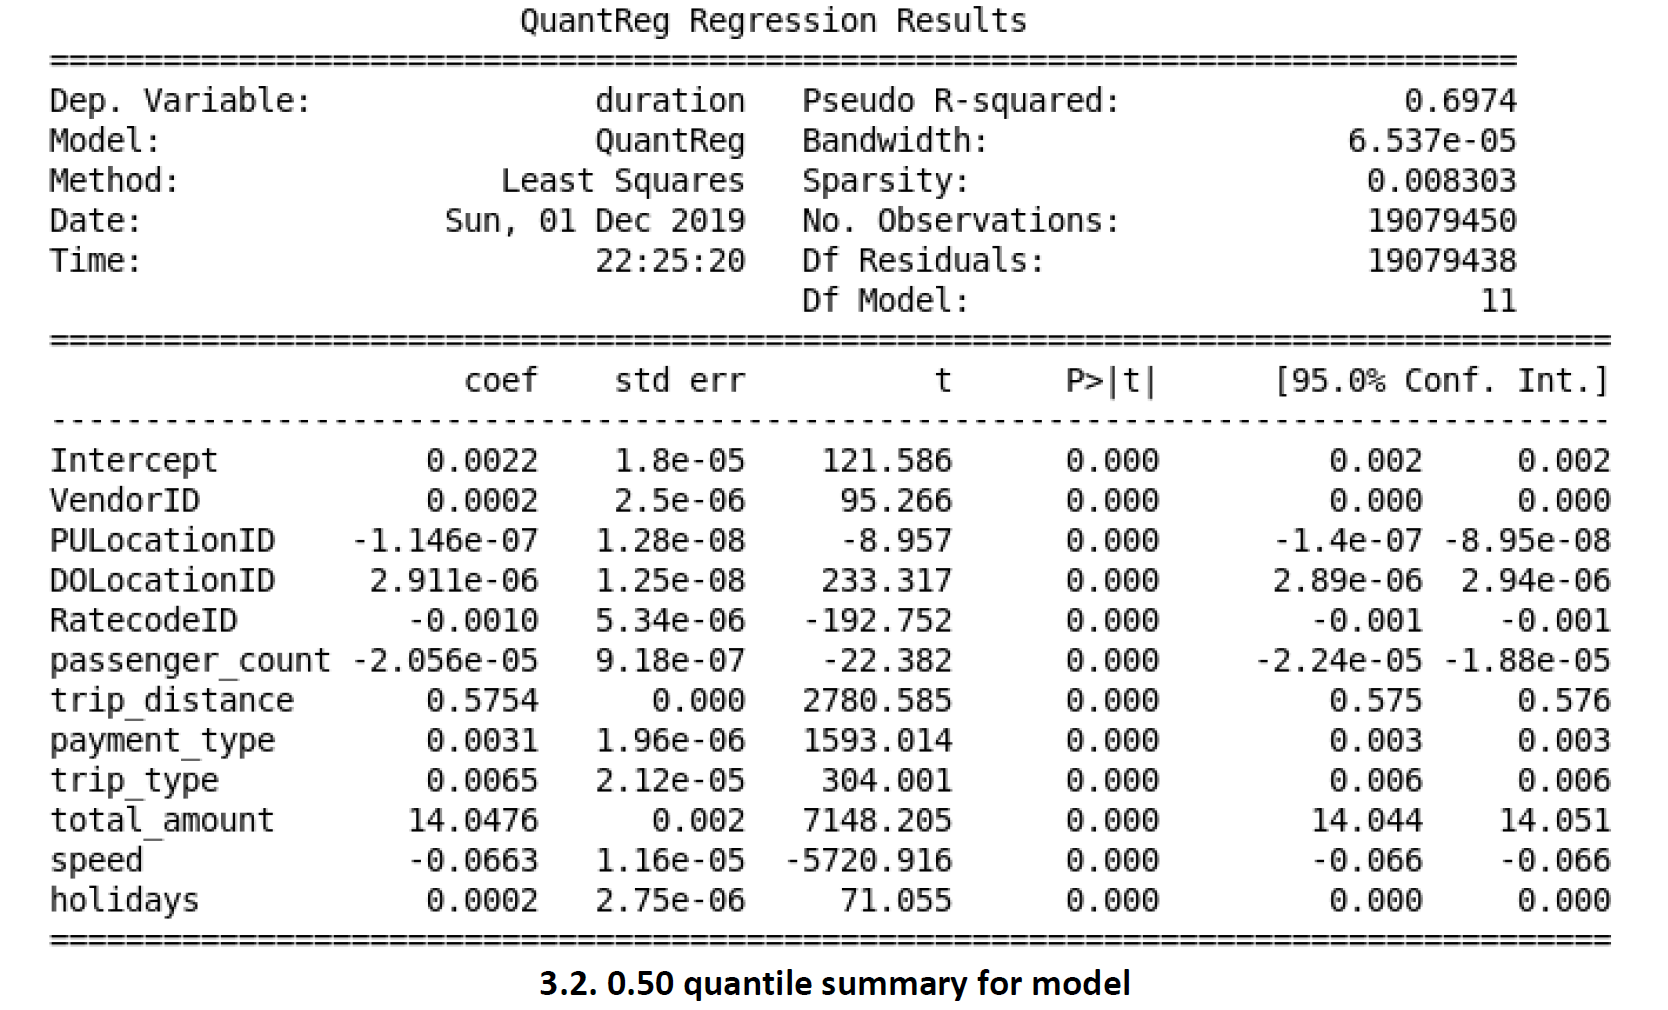 QuantReg Regression Results
==============================================================================
Dep. Variable: duration Pseudo R-squared: 0.6974
Model: QuantReg Bandwidth: 6.537e-05
Method: Least Squares Sparsity: 0.008303
Date: Sun, 01 Dec 2019 No. Observations: 19079450
Time: 22:25:20 Df Residuals: 19079438
Df Model: 11
===================================================================================
coef std err t P>|t| [95.0% Conf. Int.]
-----------------------------------------------------------------------------------
Intercept 0.0022 1.8e-05 121.586 0.000 0.002 0.002
VendorID 0.0002 2.5e-06 95.266 0.000 0.000 0.000
PULocationID -1.146e-07 1.28e-08 -8.957 0.000 -1.4e-07 -8.95e-08
DOLocationID 2.911e-06 1.25e-08 233.317 0.000 2.89e-06 2.94e-06
RatecodeID -0.0010 5.34e-06 -192.752 0.000 -0.001 -0.001
passenger_count -2.056e-05 9.18e-07 -22.382 0.000 -2.24e-05 -1.88e-05
trip_distance 0.5754 0.000 2780.585 0.000 0.575 0.576
payment_type 0.0031 1.96e-06 1593.014 0.000 0.003 0.003
trip_type 0.0065 2.12e-05 304.001 0.000 0.006 0.006
total_amount 14.0476 0.002 7148.205 0.000 14.044 14.051
speed -0.0663 1.16e-05 -5720.916 0.000 -0.066 -0.066
holidays 0.0002 2.75e-06 71.055 0.000 0.000 0.000
===================================================================================
3.2. 0.50 quantile summary for model